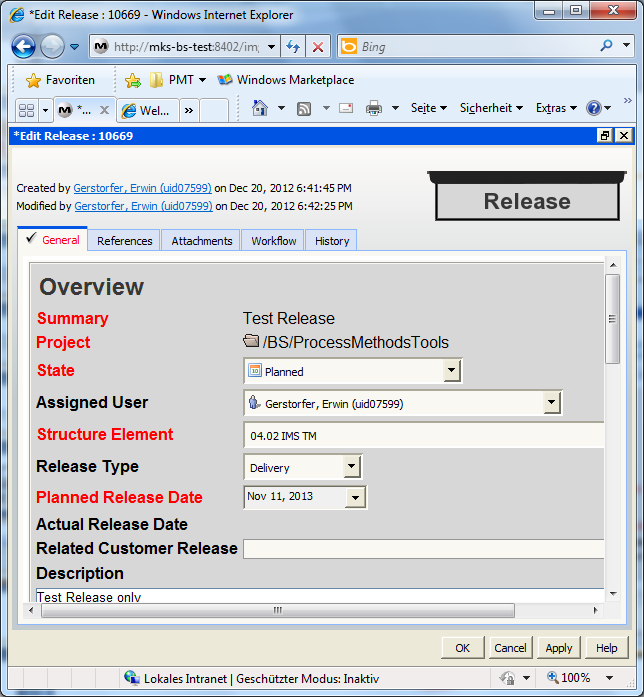 *Edit Release : 10669 - Windows Internet Explorer
http://mks-bs-test:8402/im
Bing
Favoriten
PMT
Windows Marketplace
*...
Wel...
Seite
Sicherheit
Extras
*Edit Release : 10669
Created by Gerstorfer, Erwin (uid07599) on Dec 20, 2012 6:41:45 PM
Modified by Gerstorfer, Erwin (uid07599) on Dec 20, 2012 6:42:25 PM
Release
General
References
Attachments
Workflow
History
Overview
Summary Test Release
Project /BS/ProcessMethodsTools
State Planned
Assigned User Gerstorfer, Erwin (uid07599)
Structure Element 04.02 IMS TM
Release Type Delivery
Planned Release Date Nov 11, 2013
Actual Release Date
Related Customer Release
Description
Test Release only
OK
Cancel
Apply
Help
Lokales Intranet | Geschützter Modus: Inaktiv
100%